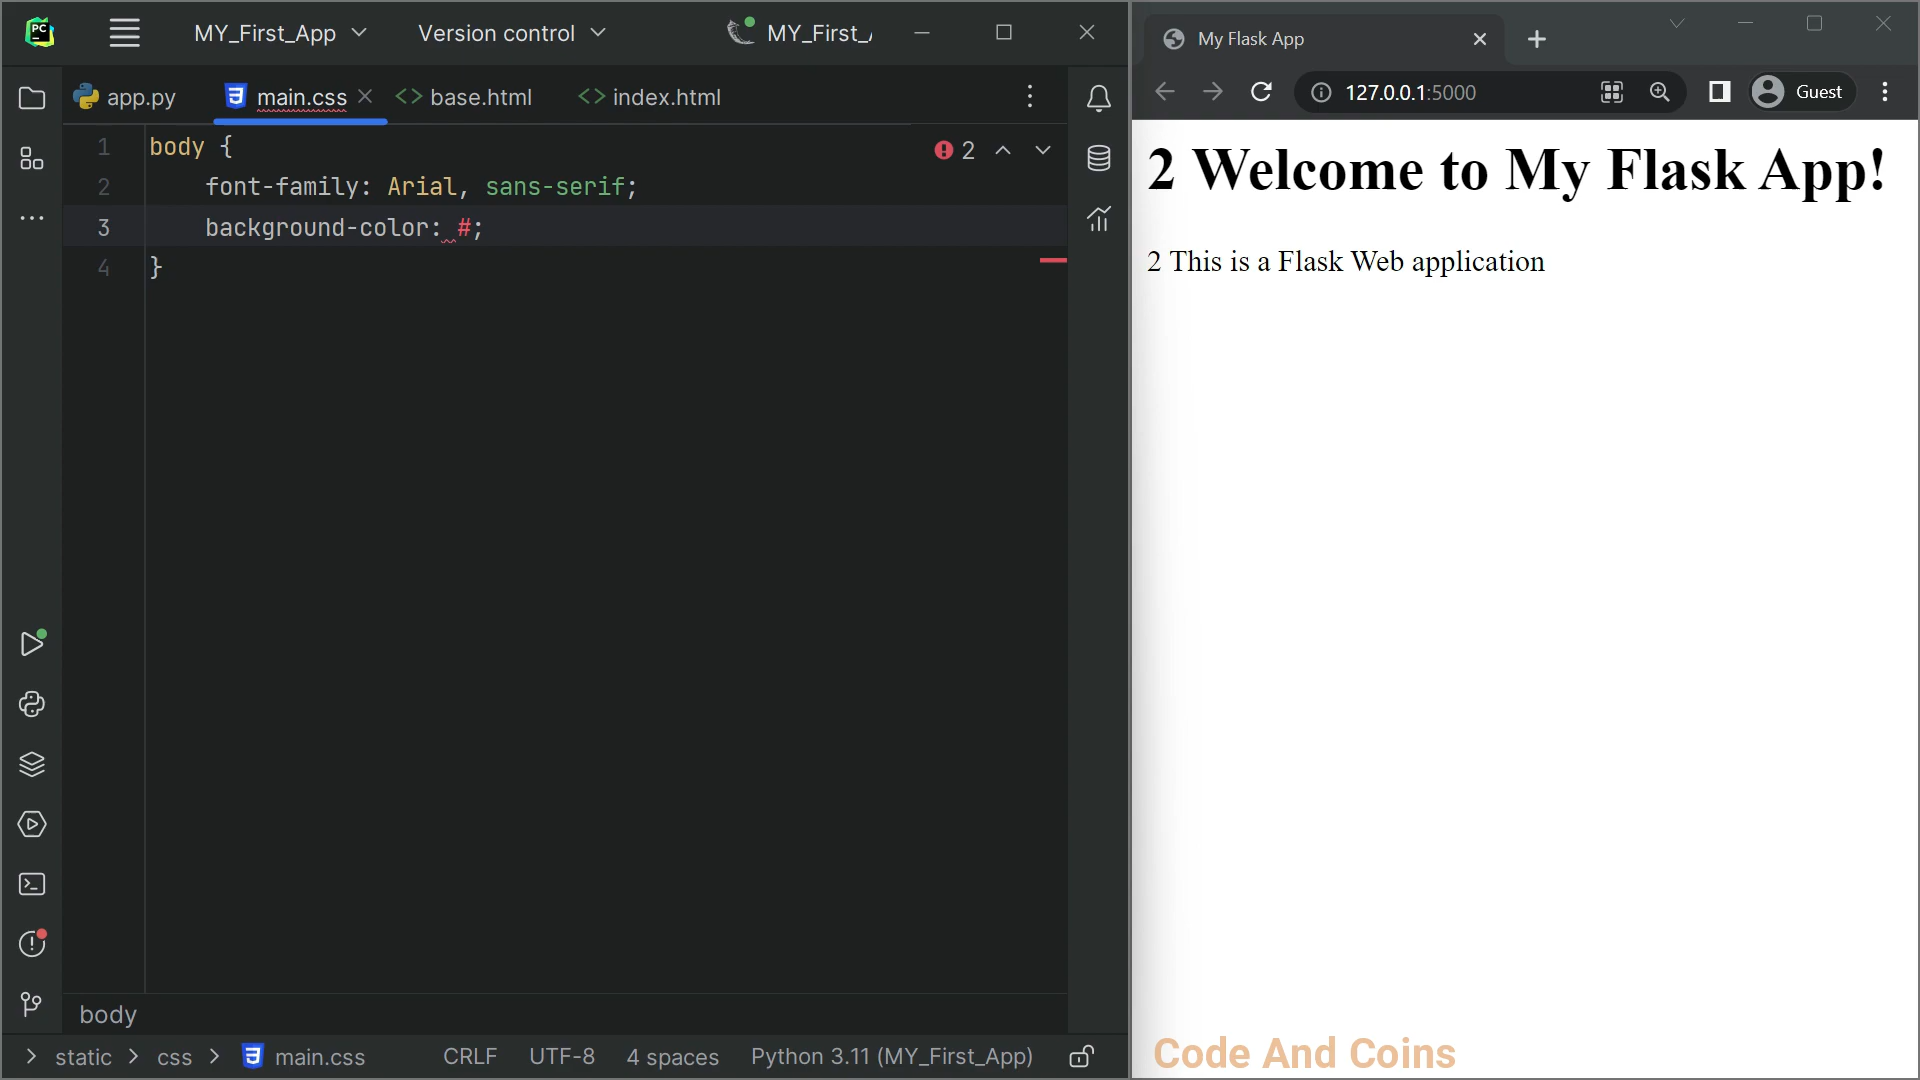 PC MY_First_App Version control MY_First_
app.py main.css base.html index.html
1 body { 2
2 font-family: Arial, sans-serif;
3 background-color: #;
4 }
body
static css main.css CRLF UTF-8 4 spaces Python 3.11 (MY_First_App)
My Flask App
127.0.0.1:5000 Guest
2 Welcome to My Flask App!
2 This is a Flask Web application
Code And Coins